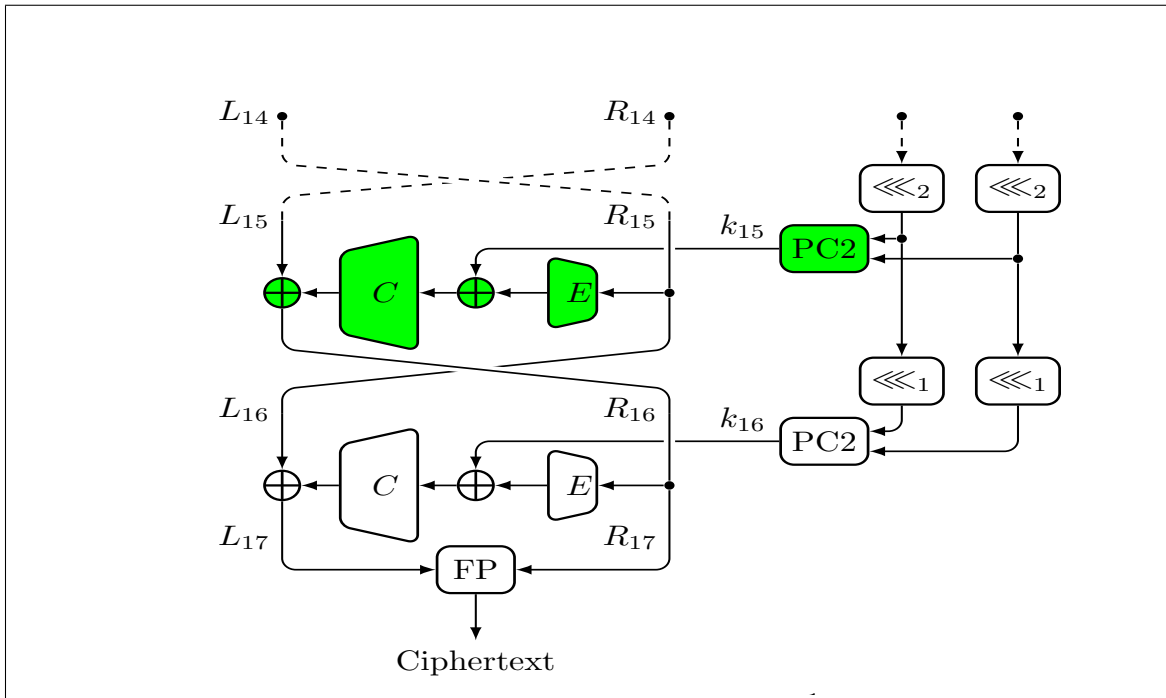 L₁₄ R₁₄
⋘₂ ⋘₂
L₁₅ R₁₅ k₁₅ PC2
C E
⋘₁ ⋘₁
L₁₆ R₁₆ k₁₆ PC2
C E
L₁₇ R₁₇
FP
Ciphertext